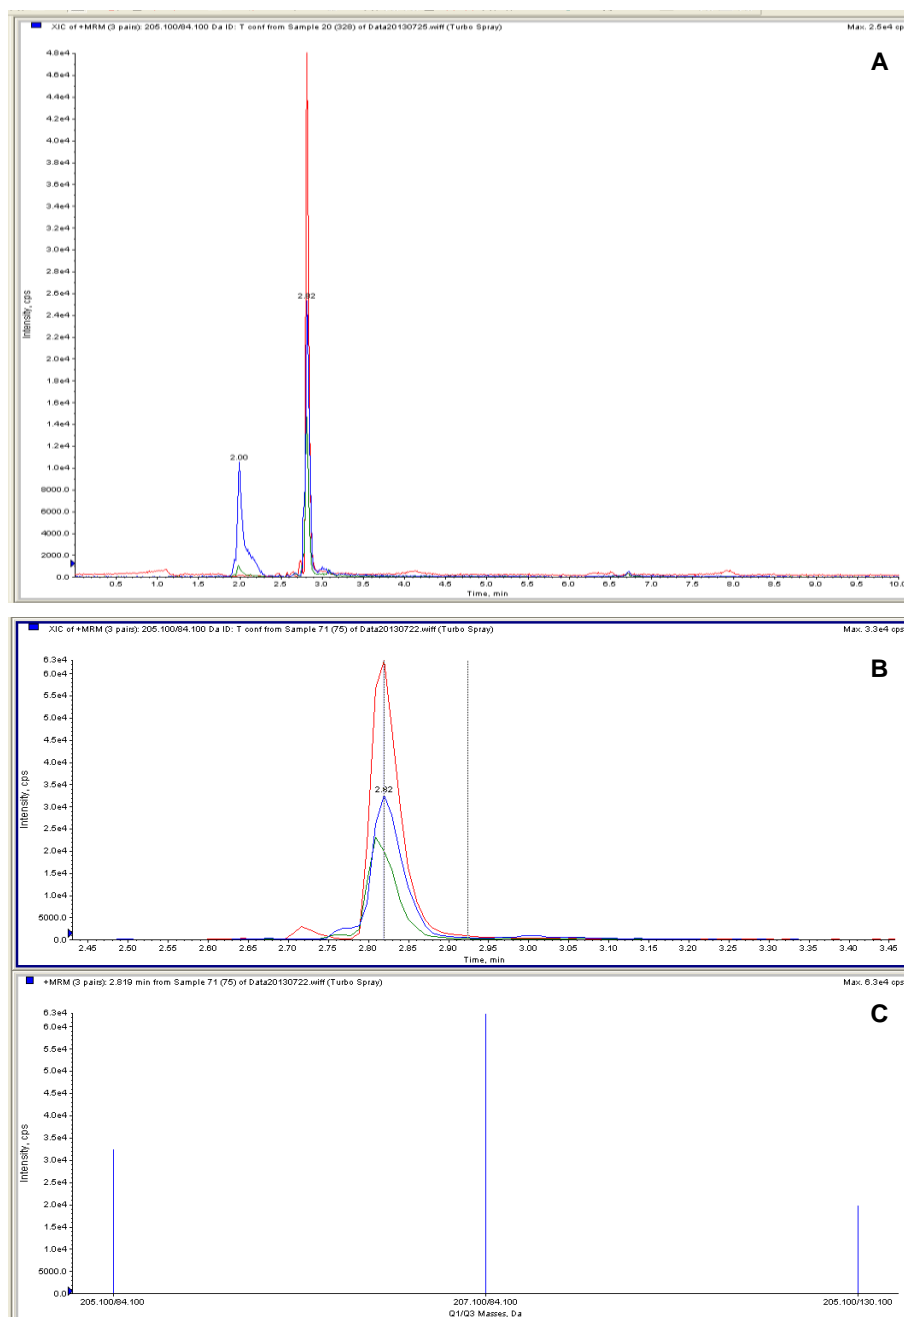 XIC of +MRM (3 pairs): 205.100/84.100 Da ID: T conf from Sample 20 (328) of Data20130725.wiff (Turbo Spray) Max. 2.5e4 cps
A
4.8e4
4.6e4
4.4e4
4.2e4
4.0e4
3.8e4
3.6e4
3.4e4
3.2e4
3.0e4
2.8e4
2.6e4
2.4e4
2.2e4
2.0e4
1.8e4
1.6e4
1.4e4
1.2e4
1.0e4
8000.0
6000.0
4000.0
2000.0
0.0
Intensity, cps
2.82
2.00
0.5 1.0 1.5 2.0 2.5 3.0 3.5 4.0 4.5 5.0 5.5 6.0 6.5 7.0 7.5 8.0 8.5 9.0 9.5 10.0
Time, min
XIC of +MRM (3 pairs): 205.100/84.100 Da ID: T conf from Sample 71 (75) of Data20130722.wiff (Turbo Spray) Max. 3.3e4 cps
B
6.3e4
6.0e4
5.5e4
5.0e4
4.5e4
4.0e4
3.5e4
3.0e4
2.5e4
2.0e4
1.5e4
1.0e4
5000.0
0.0
Intensity, cps
2.82
2.45 2.50 2.55 2.60 2.65 2.70 2.75 2.80 2.85 2.90 2.95 3.00 3.05 3.10 3.15 3.20 3.25 3.30 3.35 3.40 3.45
Time, min
+MRM (3 pairs): 2.819 min from Sample 71 (75) of Data20130722.wiff (Turbo Spray) Max. 6.3e4 cps
C
6.3e4
6.0e4
5.5e4
5.0e4
4.5e4
4.0e4
3.5e4
3.0e4
2.5e4
2.0e4
1.5e4
1.0e4
5000.0
0.0
Intensity, cps
205.100/84.100 207.100/84.100 205.100/130.100
Q1/Q3 Masses, Da